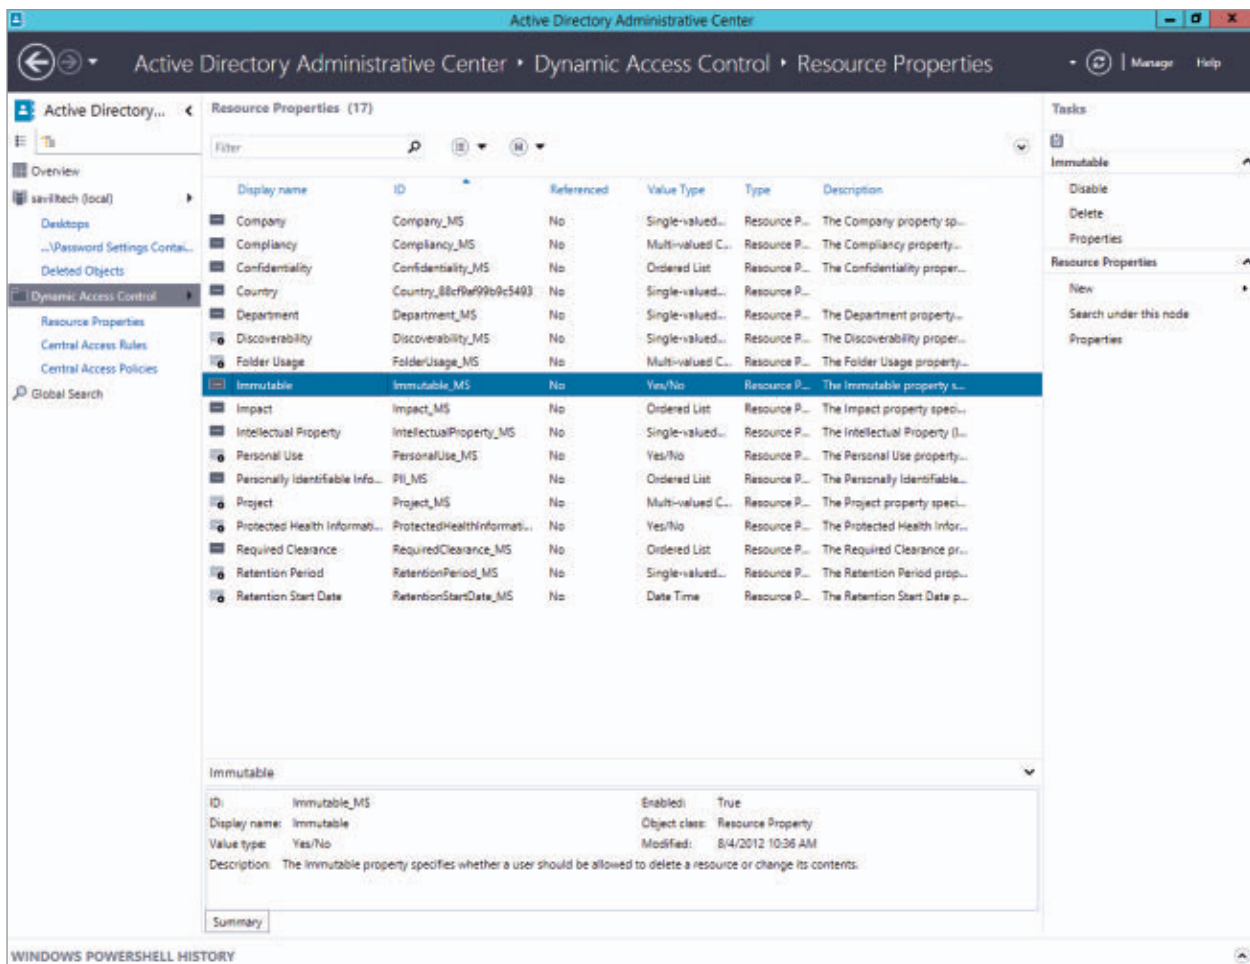 Active Directory Administrative Center
Active Directory Administrative Center • Dynamic Access Control • Resource Properties Manage Help
Active Directory...
Overview
savilltech (local)
Desktops
...\Password Settings Contai...
Deleted Objects
Dynamic Access Control
Resource Properties
Central Access Rules
Central Access Policies
Global Search
Resource Properties (17)
Filter
Display name ID Referenced Value Type Type Description
Company Company_MS No Single-valued... Resource P... The Company property sp...
Compliancy Compliancy_MS No Multi-valued C... Resource P... The Compliancy property...
Confidentiality Confidentiality_MS No Ordered List Resource P... The Confidentiality proper...
Country Country_88cf9af99b9c5493 No Single-valued... Resource P...
Department Department_MS No Single-valued... Resource P... The Department property...
Discoverability Discoverability_MS No Single-valued... Resource P... The Discoverability proper...
Folder Usage FolderUsage_MS No Multi-valued C... Resource P... The Folder Usage property...
Immutable Immutable_MS No Yes/No Resource P... The Immutable property s...
Impact Impact_MS No Ordered List Resource P... The Impact property speci...
Intellectual Property IntellectualProperty_MS No Single-valued... Resource P... The Intellectual Property (I...
Personal Use PersonalUse_MS No Yes/No Resource P... The Personal Use property...
Personally Identifiable Info... PII_MS No Ordered List Resource P... The Personally Identifiable...
Project Project_MS No Multi-valued C... Resource P... The Project property speci...
Protected Health Informati... ProtectedHealthInformati... No Yes/No Resource P... The Protected Health Infor...
Required Clearance RequiredClearance_MS No Ordered List Resource P... The Required Clearance pr...
Retention Period RetentionPeriod_MS No Single-valued... Resource P... The Retention Period prop...
Retention Start Date RetentionStartDate_MS No Date Time Resource P... The Retention Start Date p...
Immutable
ID: Immutable_MS Enabled: True
Display name: Immutable Object class: Resource Property
Value type: Yes/No Modified: 8/4/2012 10:36 AM
Description: The Immutable property specifies whether a user should be allowed to delete a resource or change its contents.
Summary
Tasks
Immutable
Disable
Delete
Properties
Resource Properties
New
Search under this node
Properties
WINDOWS POWERSHELL HISTORY